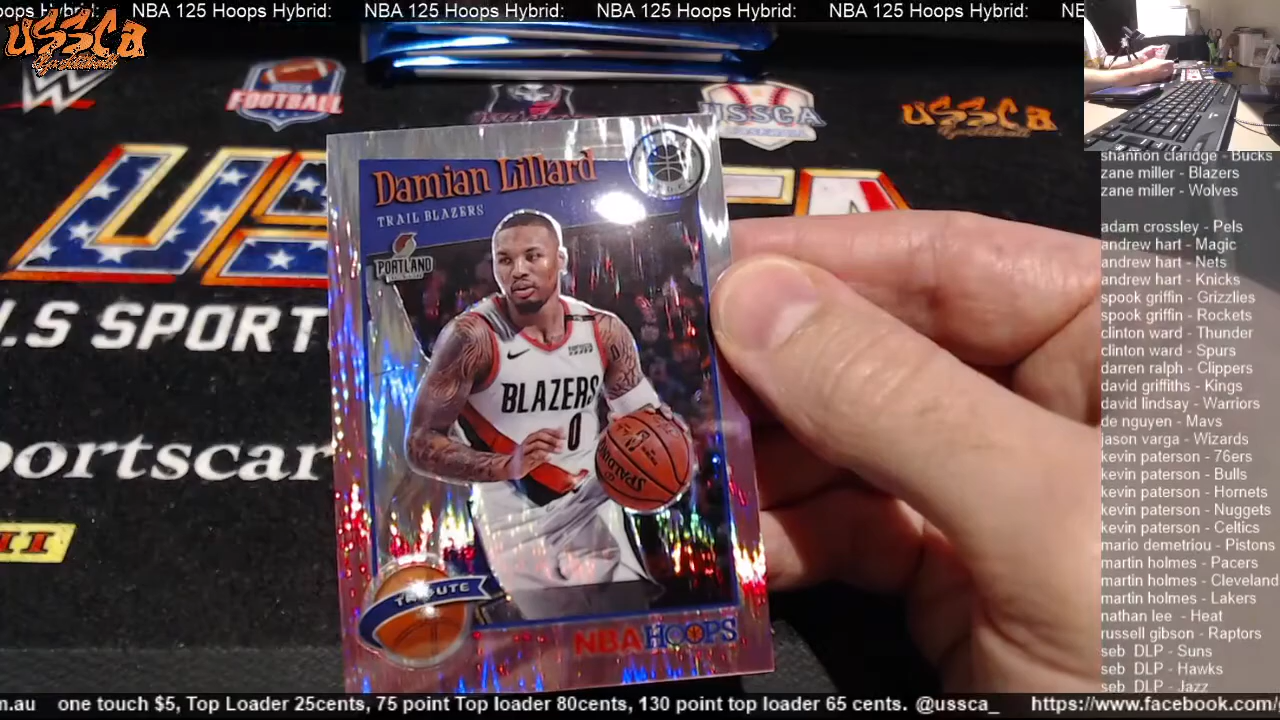 NBA 125 Hoops Hybrid: NBA 125 Hoops Hybrid: NBA 125 Hoops Hybrid: NBA 125 Hoops Hybrid:
ussca
FOOTBALL
USSCA
ussca
Damian Lillard
TRAIL BLAZERS
PORTLAND
BLAZERS
0
SPALDING
TRIBUTE
NBA HOOPS
.S SPORT
ortscar
shannon claridge - Bucks
zane miller - Blazers
zane miller - Wolves
adam crossley - Pels
andrew hart - Magic
andrew hart - Nets
andrew hart - Knicks
spook griffin - Grizzlies
spook griffin - Rockets
clinton ward - Thunder
clinton ward - Spurs
darren ralph - Clippers
david griffiths - Kings
david lindsay - Warriors
de nguyen - Mavs
jason varga - Wizards
kevin paterson - 76ers
kevin paterson - Bulls
kevin paterson - Hornets
kevin paterson - Nuggets
kevin paterson - Celtics
mario demetriou - Pistons
martin holmes - Pacers
martin holmes - Cleveland
martin holmes - Lakers
nathan lee - Heat
russell gibson - Raptors
seb DLP - Suns
seb DLP - Hawks
seb DLP - Jazz
m.au one touch $5, Top Loader 25cents, 75 point Top loader 80cents, 130 point top loader 65 cents. @ussca_ https://www.facebook.com/